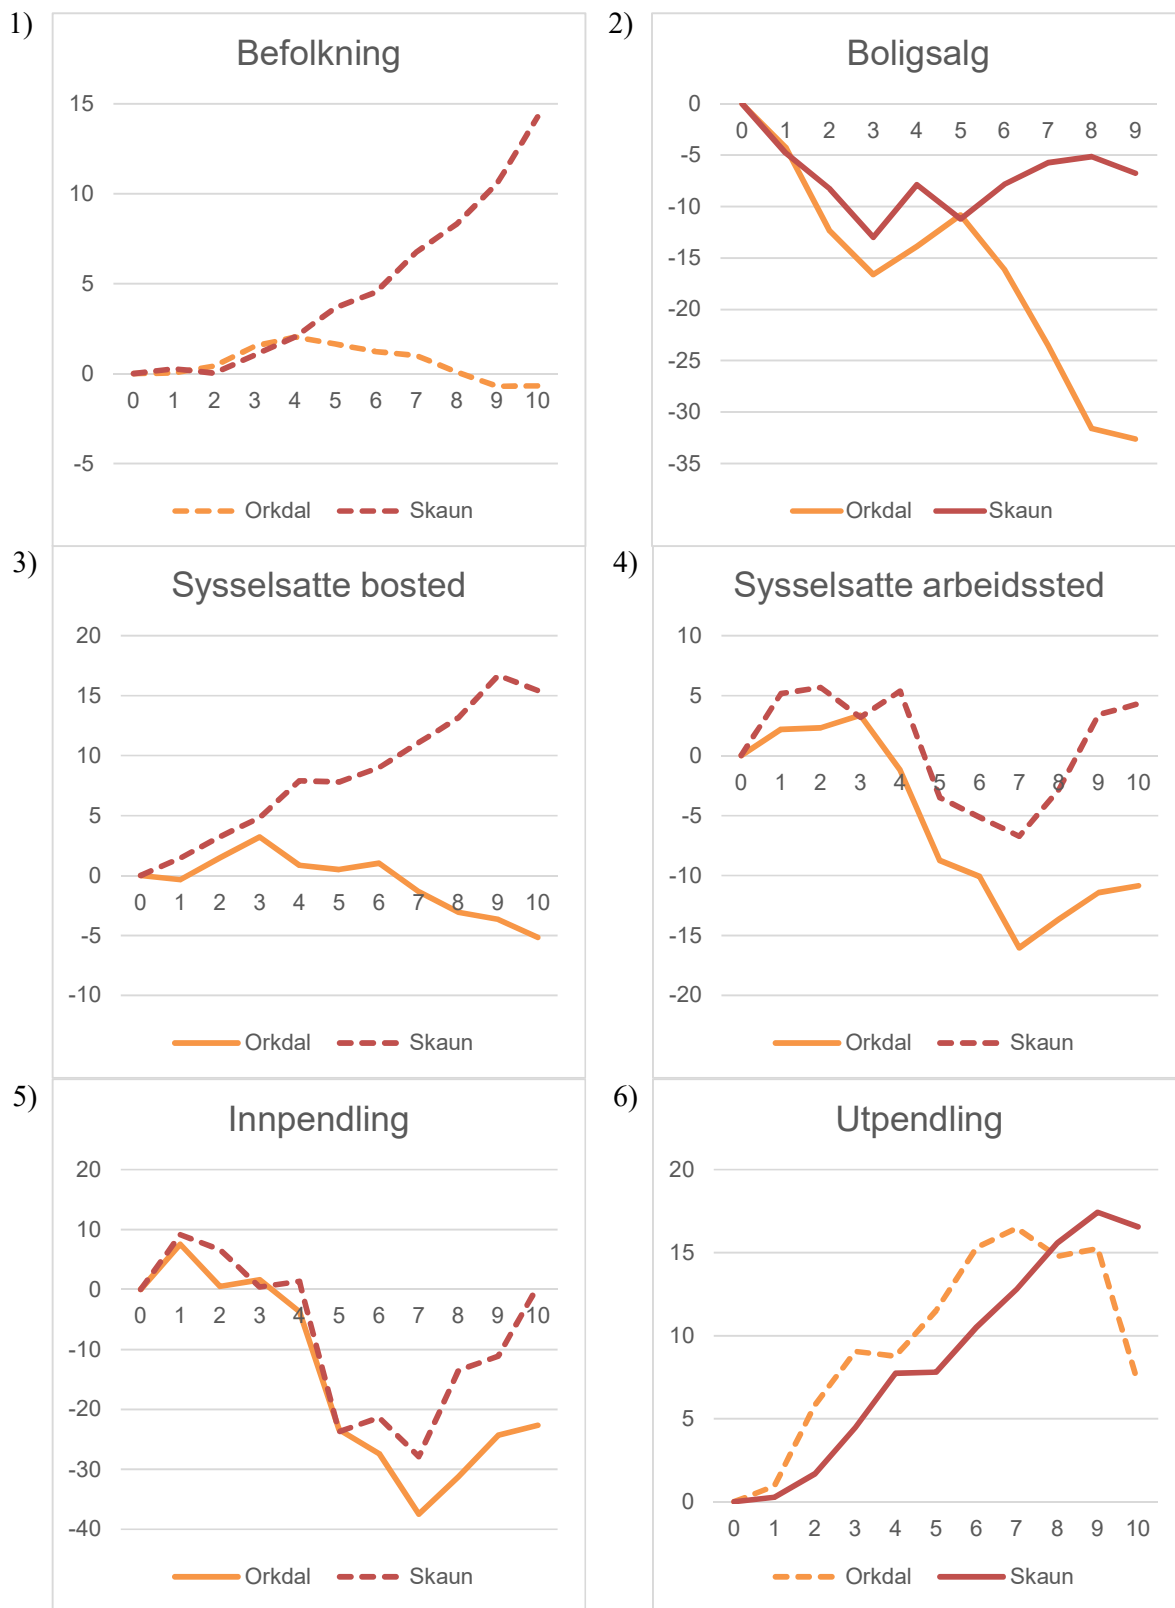 1)
Befolkning
15
10
5
0
-5
0 1 2 3 4 5 6 7 8 9 10
Orkdal Skaun
2)
Boligsalg
0
-5
-10
-15
-20
-25
-30
-35
0 1 2 3 4 5 6 7 8 9
Orkdal Skaun
3)
Sysselsatte bosted
20
15
10
5
0
-5
-10
0 1 2 3 4 5 6 7 8 9 10
Orkdal Skaun
4)
Sysselsatte arbeidssted
10
5
0
-5
-10
-15
-20
0 1 2 3 4 5 6 7 8 9 10
Orkdal Skaun
5)
Innpendling
20
10
0
-10
-20
-30
-40
0 1 2 3 4 5 6 7 8 9 10
Orkdal Skaun
6)
Utpendling
20
15
10
5
0
0 1 2 3 4 5 6 7 8 9 10
Orkdal Skaun